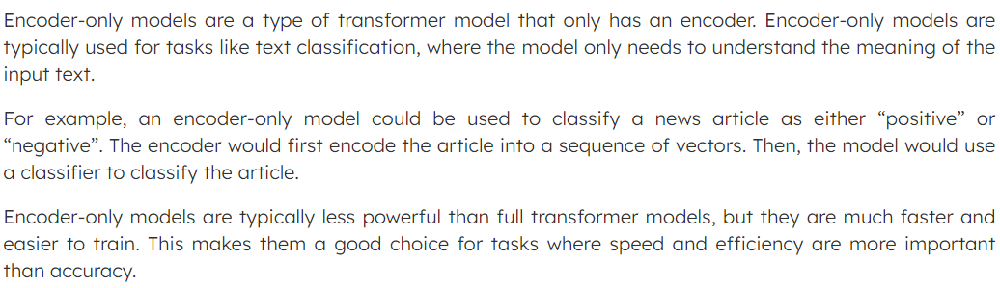 Encoder-only models are a type of transformer model that only has an encoder. Encoder-only models are
typically used for tasks like text classification, where the model only needs to understand the meaning of the
input text.
For example, an encoder-only model could be used to classify a news article as either “positive” or
“negative”. The encoder would first encode the article into a sequence of vectors. Then, the model would use
a classifier to classify the article.
Encoder-only models are typically less powerful than full transformer models, but they are much faster and
easier to train. This makes them a good choice for tasks where speed and efficiency are more important
than accuracy.